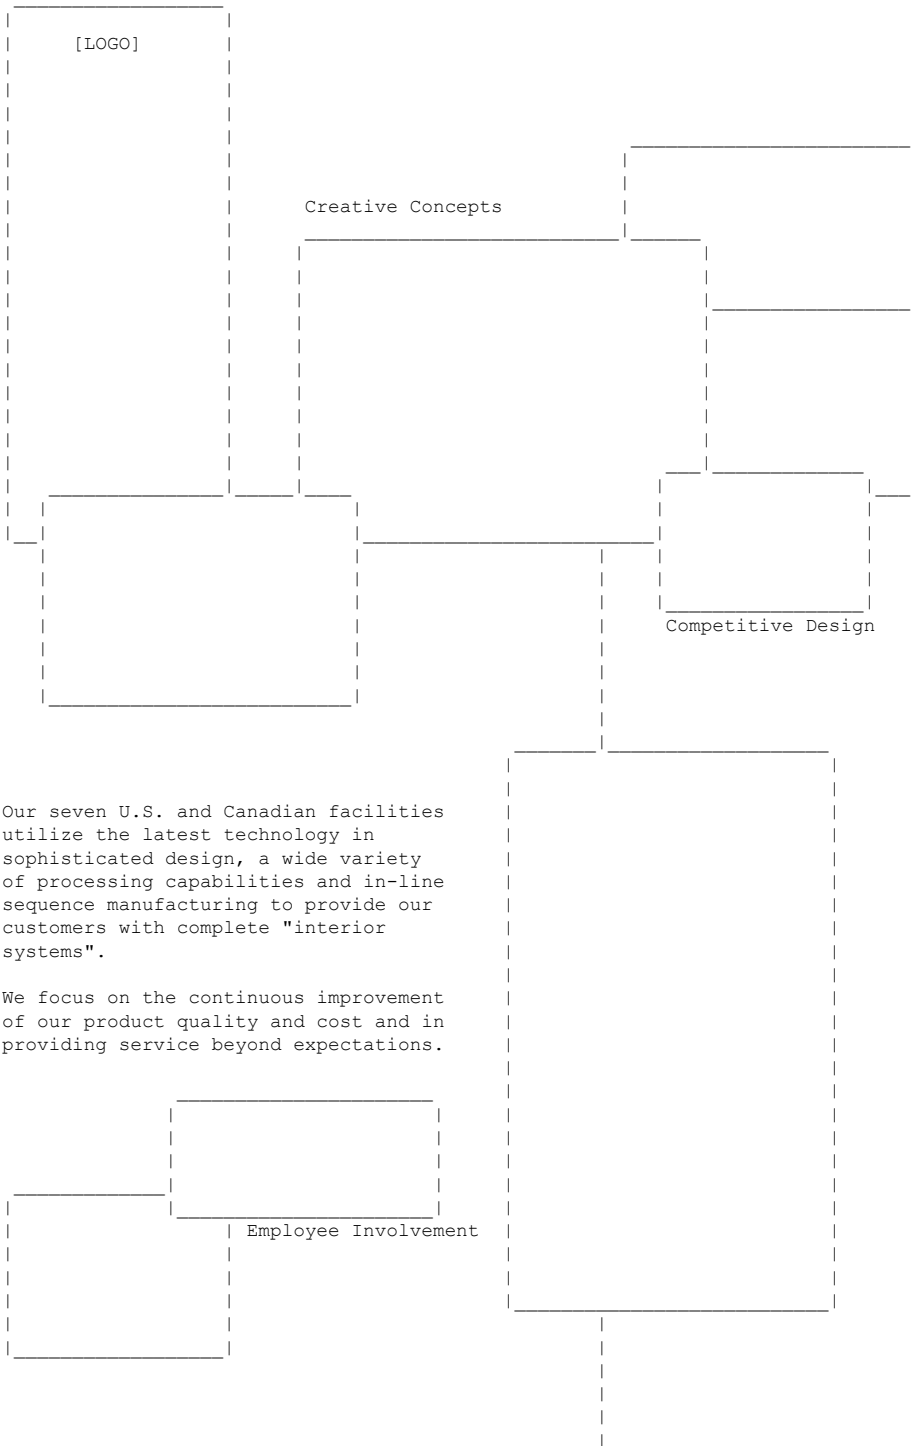 [LOGO]
Creative Concepts
Competitive Design
Our seven U.S. and Canadian facilities
utilize the latest technology in
sophisticated design, a wide variety
of processing capabilities and in-line
sequence manufacturing to provide our
customers with complete "interior
systems".
We focus on the continuous improvement
of our product quality and cost and in
providing service beyond expectations.
Employee Involvement